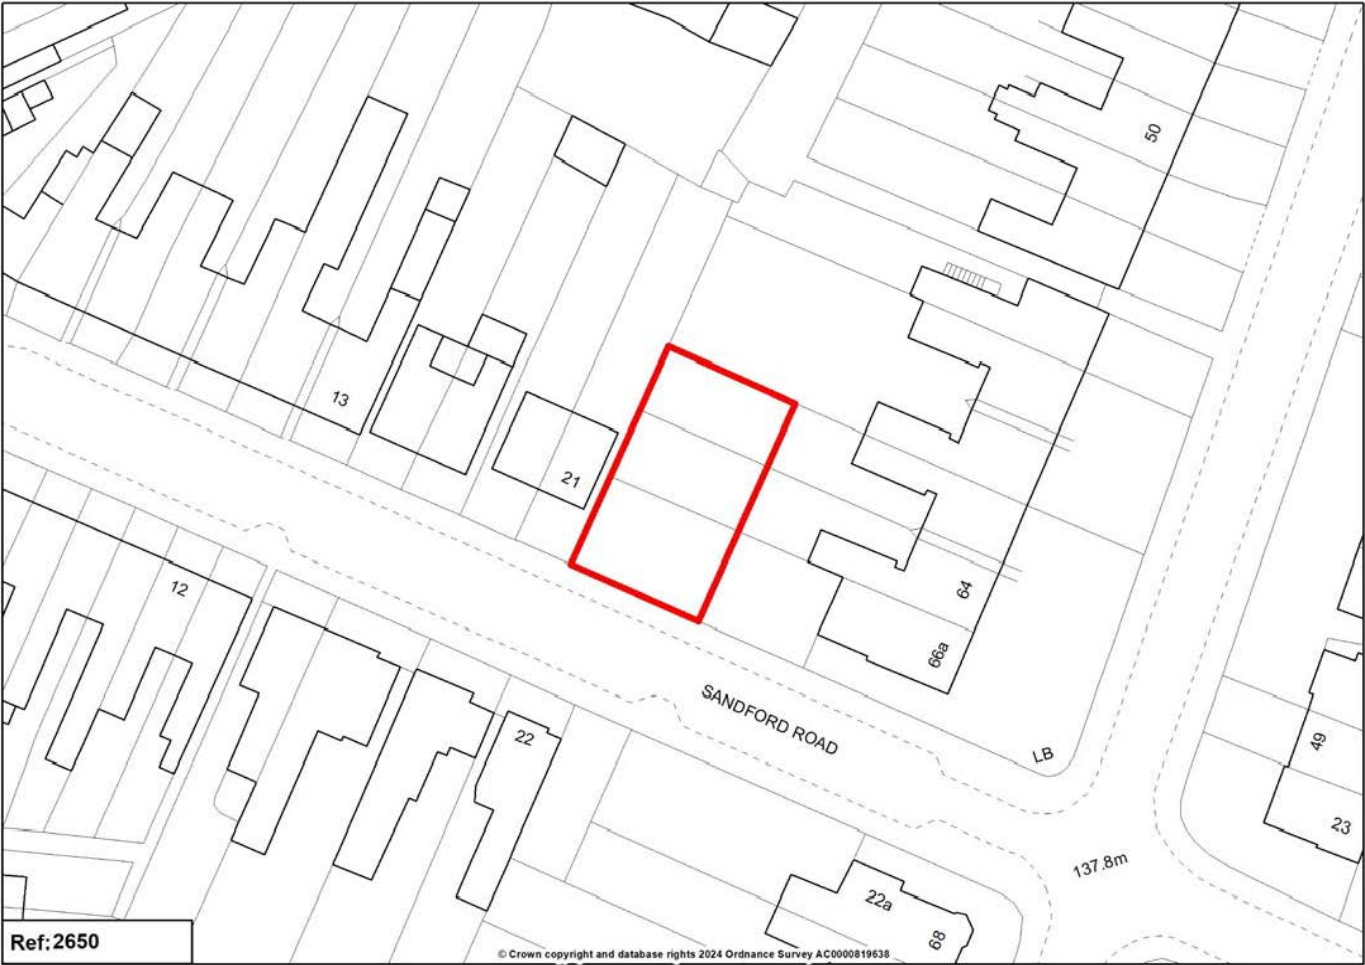 50
13
21
12
64
66a
SANDFORD ROAD
22
LB
49
23
137.8m
22a
68
Ref:2650
© Crown copyright and database rights 2024 Ordnance Survey AC0000819638